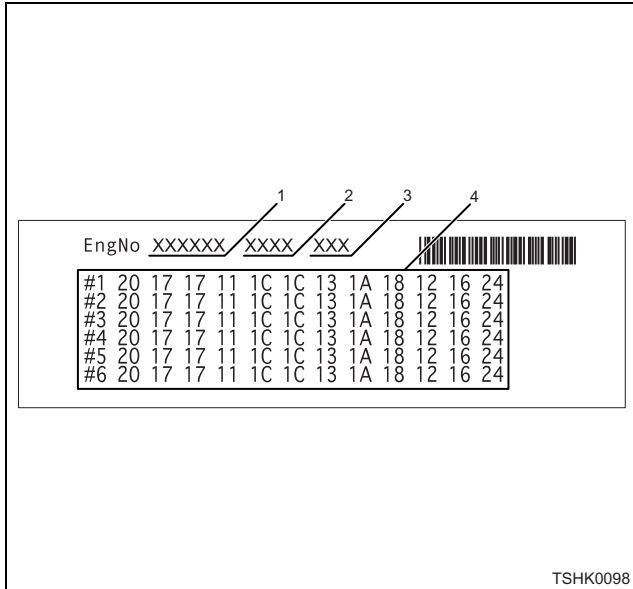 1 2 3 4
EngNo XXXXXX XXXX XXX
#1 20 17 17 11 1C 1C 13 1A 18 12 16 24
#2 20 17 17 11 1C 1C 13 1A 18 12 16 24
#3 20 17 17 11 1C 1C 13 1A 18 12 16 24
#4 20 17 17 11 1C 1C 13 1A 18 12 16 24
#5 20 17 17 11 1C 1C 13 1A 18 12 16 24
#6 20 17 17 11 1C 1C 13 1A 18 12 16 24
TSHK0098